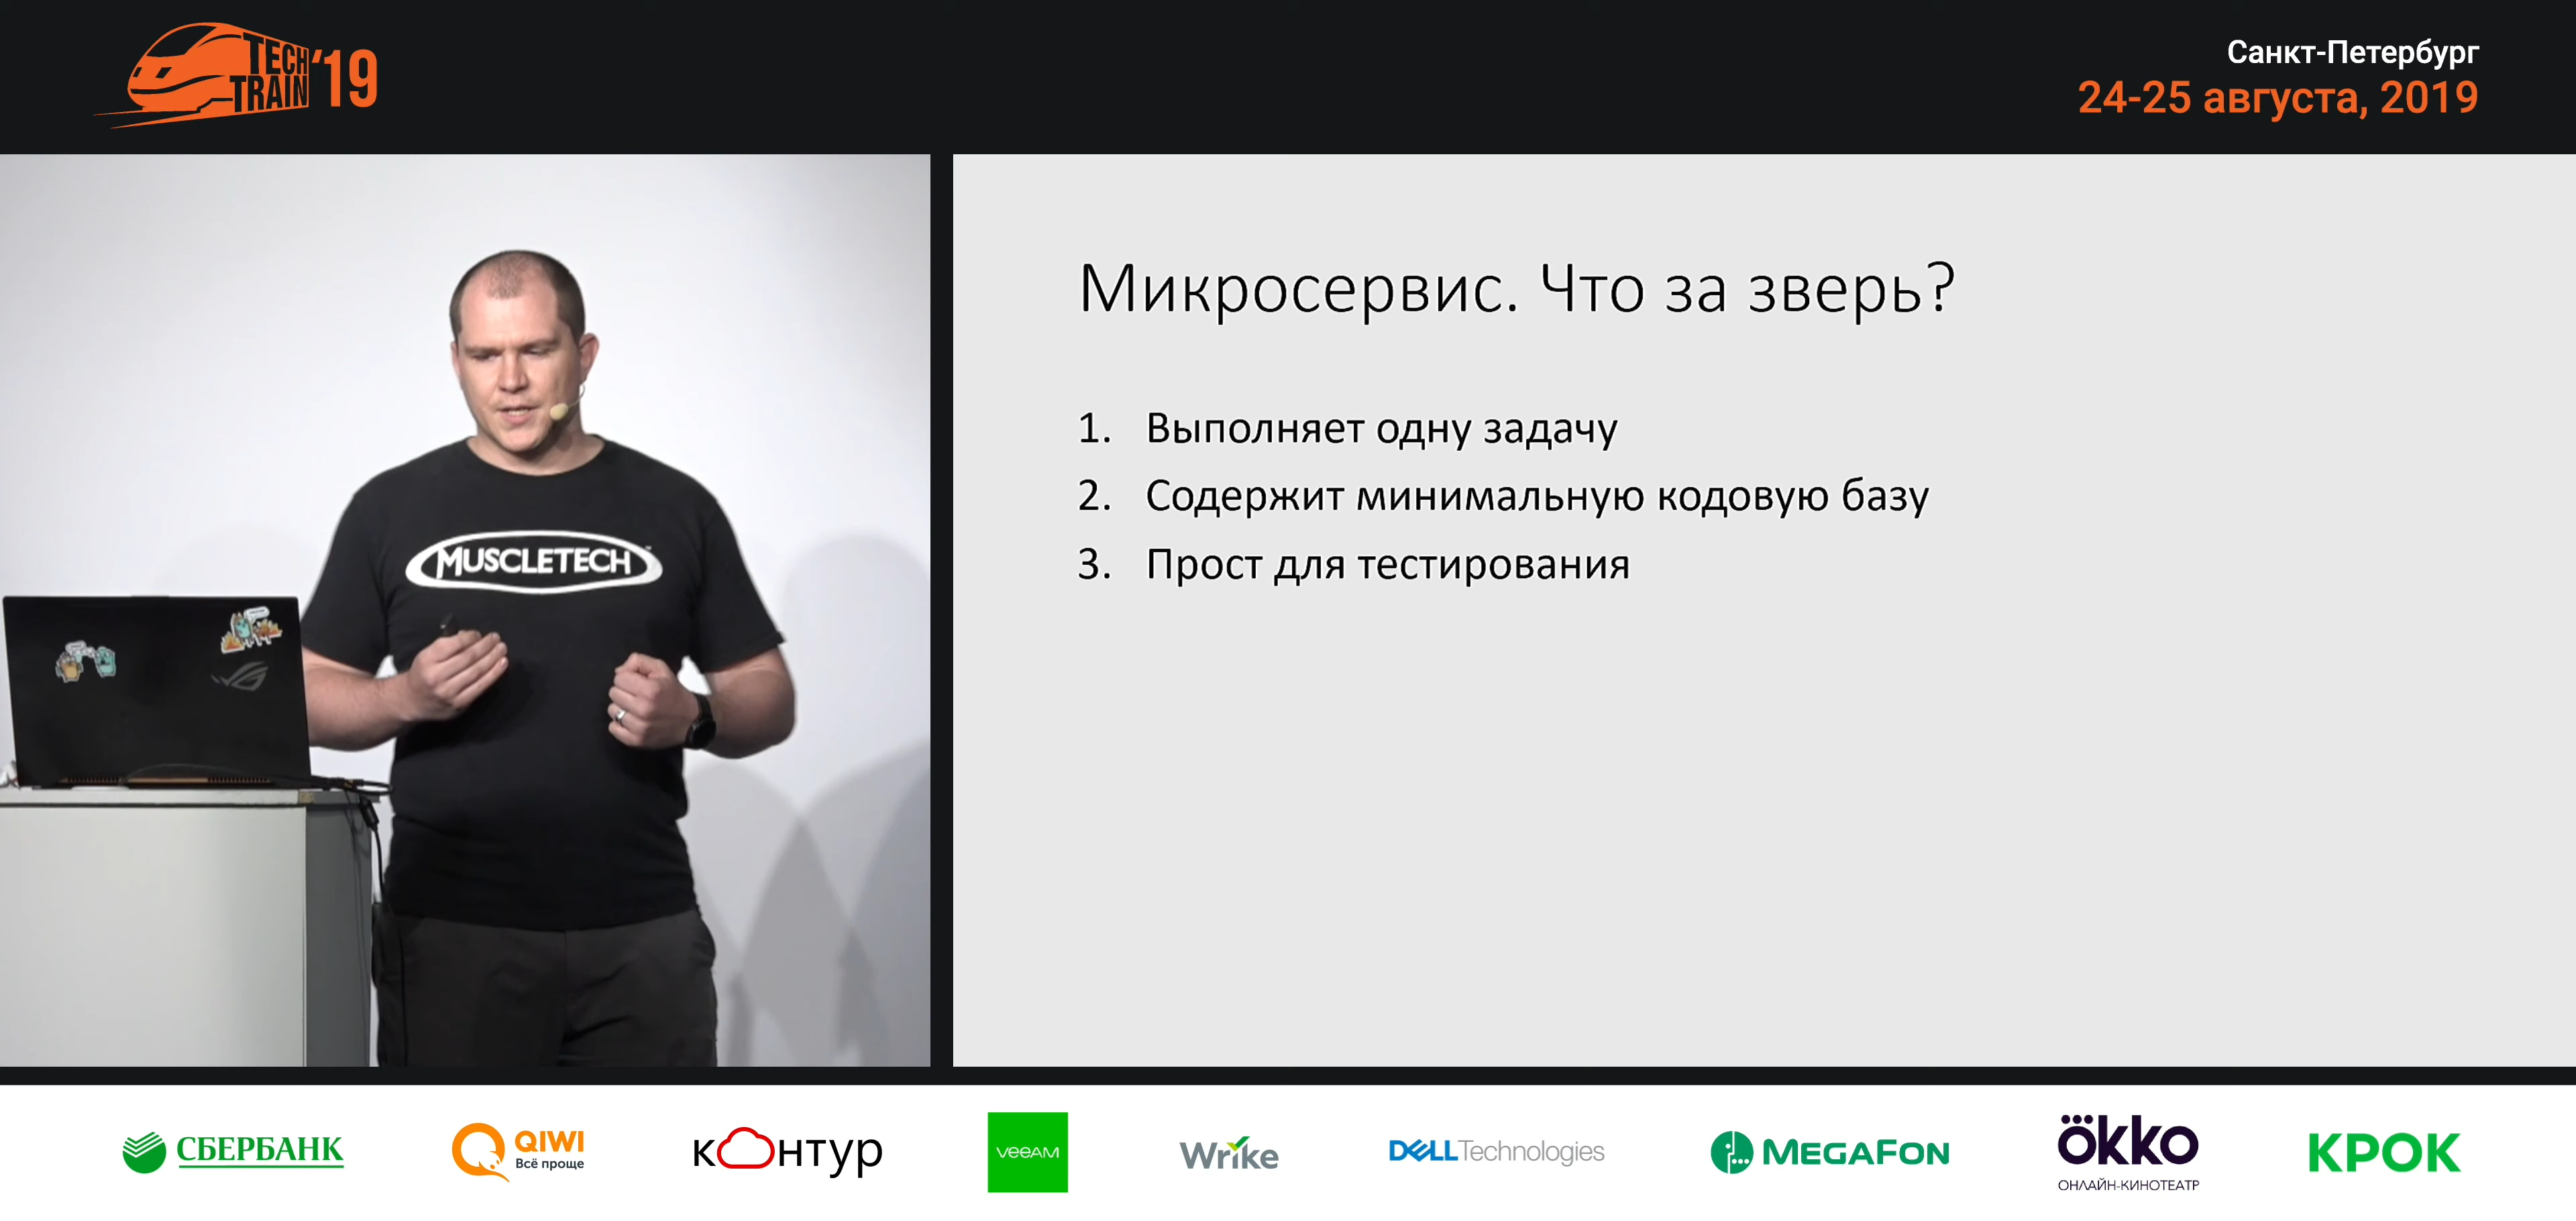 TECH
TRAIN'19
Санкт-Петербург
24-25 августа, 2019
MUSCLETECH
Микросервис. Что за зверь?
1. Выполняет одну задачу
2. Содержит минимальную кодовую базу
3. Прост для тестирования
СБЕРБАНК
QIWI
Всё проще
кОнтур
veeam
Wrike
DELL Technologies
MEGAFON
ökko
ОНЛАЙН-КИНОТЕАТР
КРОК